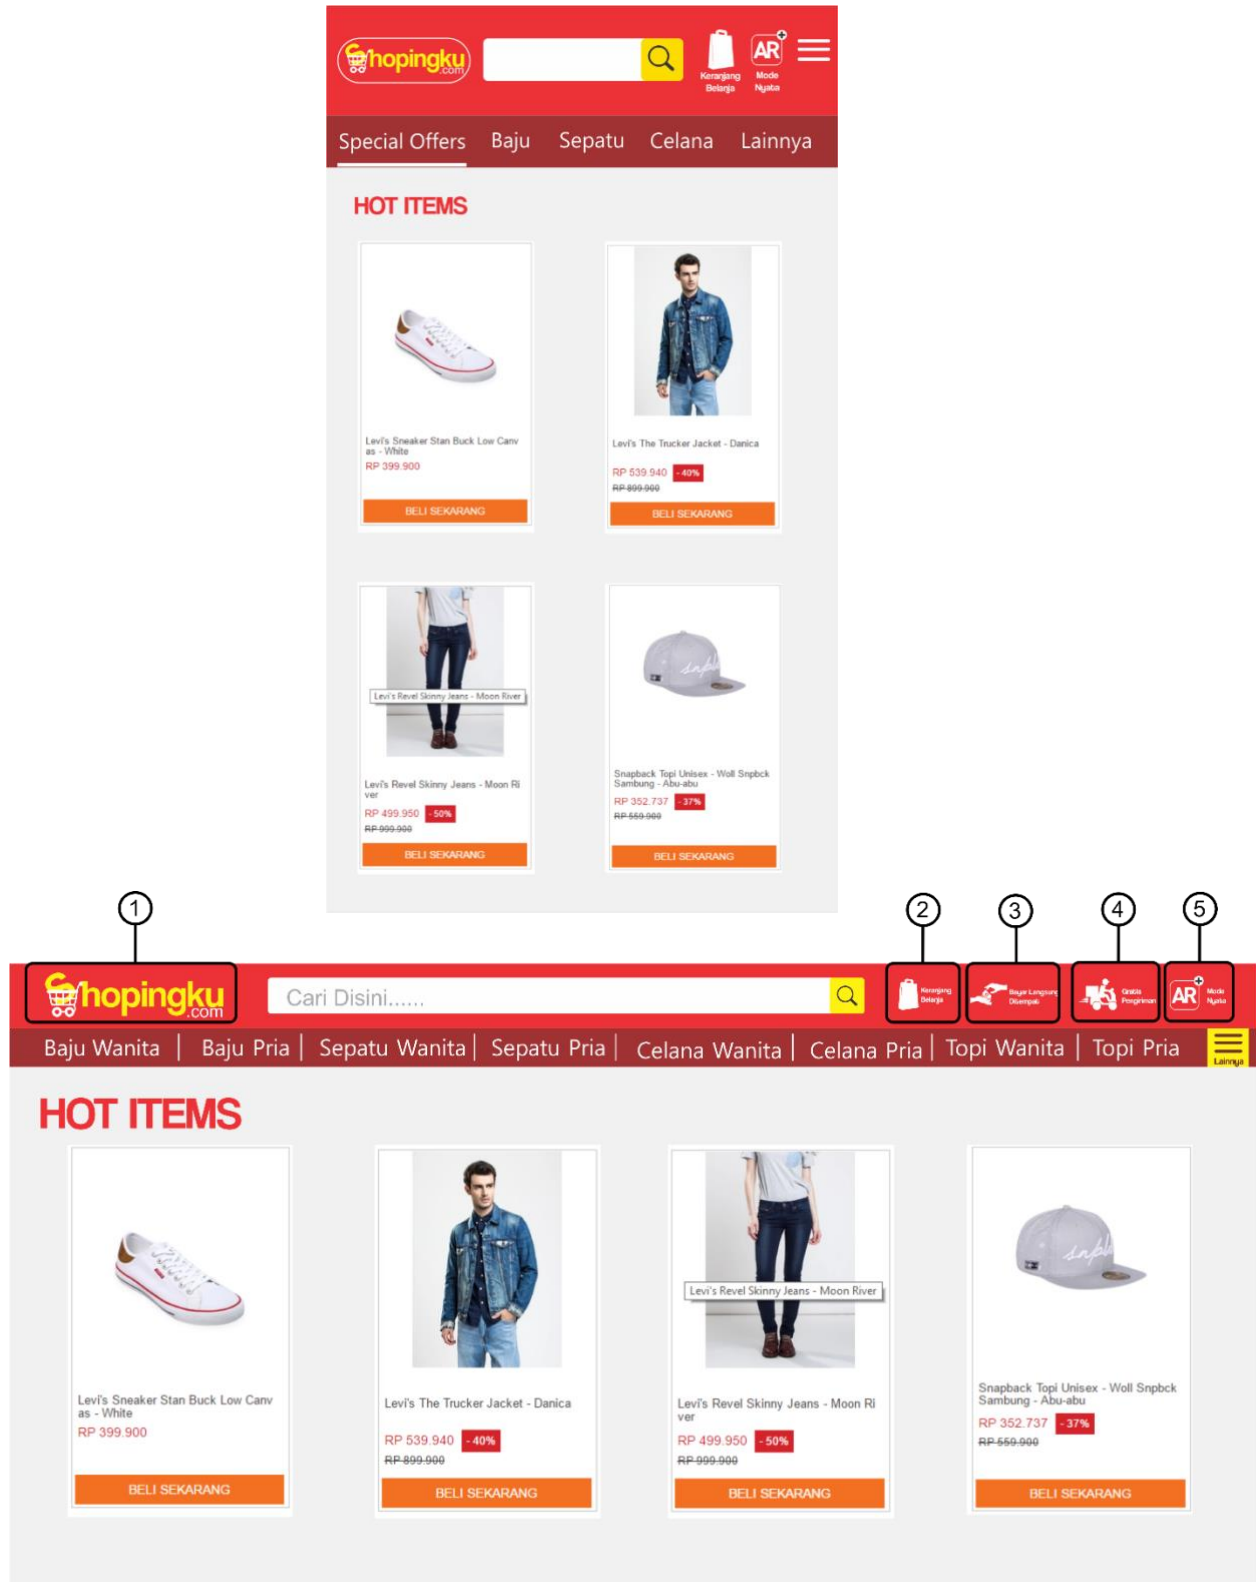 Shopingku
.com
Keranjang
Belanja
AR
Mode
Nyata
Special Offers Baju Sepatu Celana Lainnya
HOT ITEMS
Levi's Sneaker Stan Buck Low Canv
as - White
RP 399.900
BELI SEKARANG
Levi's The Trucker Jacket - Danica
RP 539.940 - 40%
RP 899.900
BELI SEKARANG
Levi's Revel Skinny Jeans - Moon River
Levi's Revel Skinny Jeans - Moon Ri
ver
RP 499.950 - 50%
RP 999.900
BELI SEKARANG
Snapback Topi Unisex - Woll Snpbck
Sambung - Abu-abu
RP 352.737 - 37%
RP 559.900
BELI SEKARANG
1 2 3 4 5
Shopingku
.com
Cari Disini......
Keranjang
Belanja
Bayar Langsung
Ditempat
Gratis
Pengiriman
AR
Mode
Nyata
Baju Wanita | Baju Pria | Sepatu Wanita | Sepatu Pria | Celana Wanita | Celana Pria | Topi Wanita | Topi Pria
Lainnya
HOT ITEMS
Levi's Sneaker Stan Buck Low Canv
as - White
RP 399.900
BELI SEKARANG
Levi's The Trucker Jacket - Danica
RP 539.940 - 40%
RP 899.900
BELI SEKARANG
Levi's Revel Skinny Jeans - Moon River
Levi's Revel Skinny Jeans - Moon Ri
ver
RP 499.950 - 50%
RP 999.900
BELI SEKARANG
Snapback Topi Unisex - Woll Snpbck
Sambung - Abu-abu
RP 352.737 - 37%
RP 559.900
BELI SEKARANG